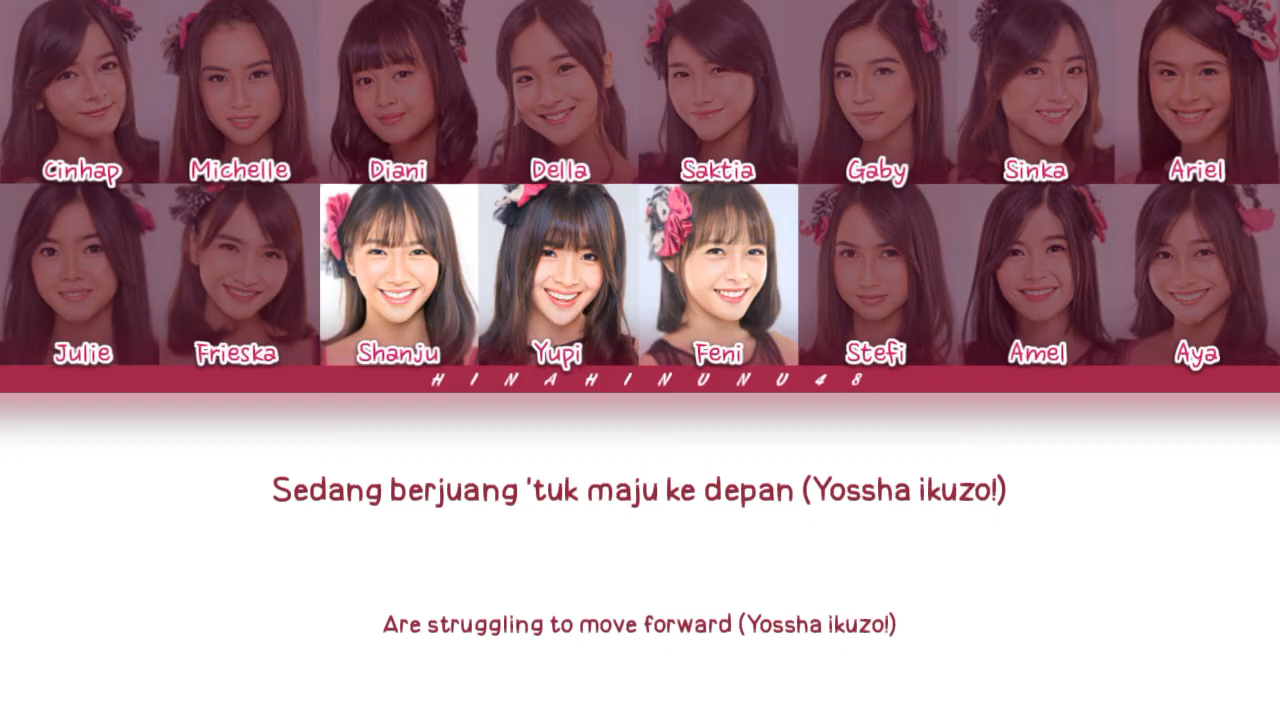 Cinhap Michelle Diani Della Saktia Gaby Sinka Ariel
Julie Frieska Shanju Yupi Feni Stefi Amel Aya
HINAHINUNU48
Sedang berjuang 'tuk maju ke depan (Yossha ikuzo!)
Are struggling to move forward (Yossha ikuzo!)